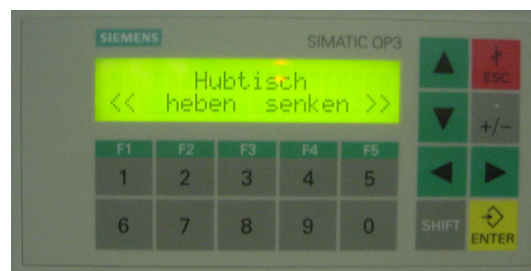 SIEMENS SIMATIC OP3
Hubtisch
<< heben senken >>
ESC
+/-
F1 F2 F3 F4 F5
1 2 3 4 5
6 7 8 9 0
SHIFT ENTER